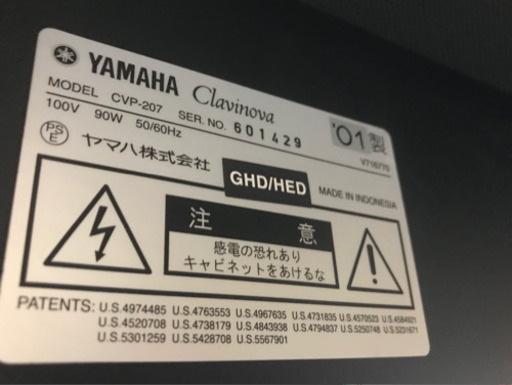 YAMAHA Clavinova
MODEL CVP-207 SER. NO. 601429
100V 90W 50/60Hz
'01製
V716770
PSE ヤマハ株式会社
GHD/HED
MADE IN INDONESIA
注 意
感電の恐れあり
キャビネットをあけるな
PATENTS: U.S.4974485 U.S.4763553 U.S.4967635 U.S.4731835 U.S.4570523 U.S.4584921
U.S.4520708 U.S.4738179 U.S.4843938 U.S.4794837 U.S.5250748 U.S.5231671
U.S.5301259 U.S.5428708 U.S.5567901